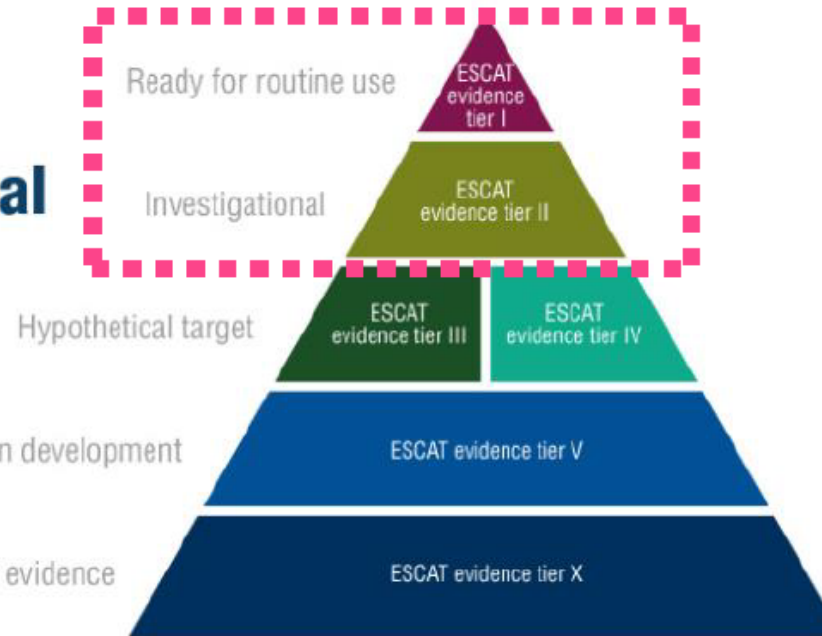 Ready for routine use
ESCAT
evidence
tier I
al
Investigational
ESCAT
evidence tier II
Hypothetical target
ESCAT
evidence tier III
ESCAT
evidence tier IV
n development
ESCAT evidence tier V
evidence
ESCAT evidence tier X